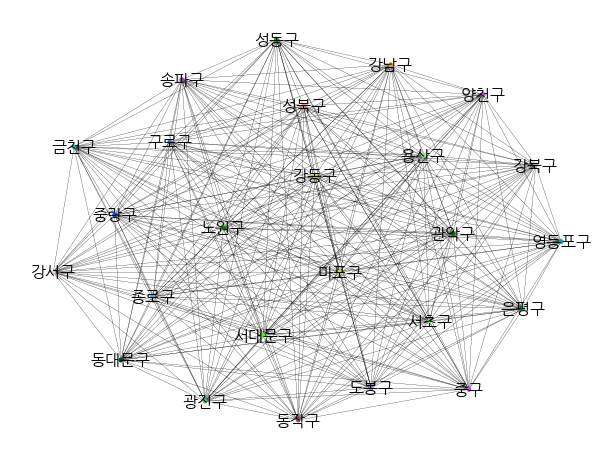 성동구
강남구
송파구
양천구
성북구
구로구
금천구
용산구
강북구
강동구
중랑구
노원구
관악구
영등포구
강서구
마포구
종로구
은평구
서초구
서대문구
동대문구
도봉구
중구
광진구
동작구